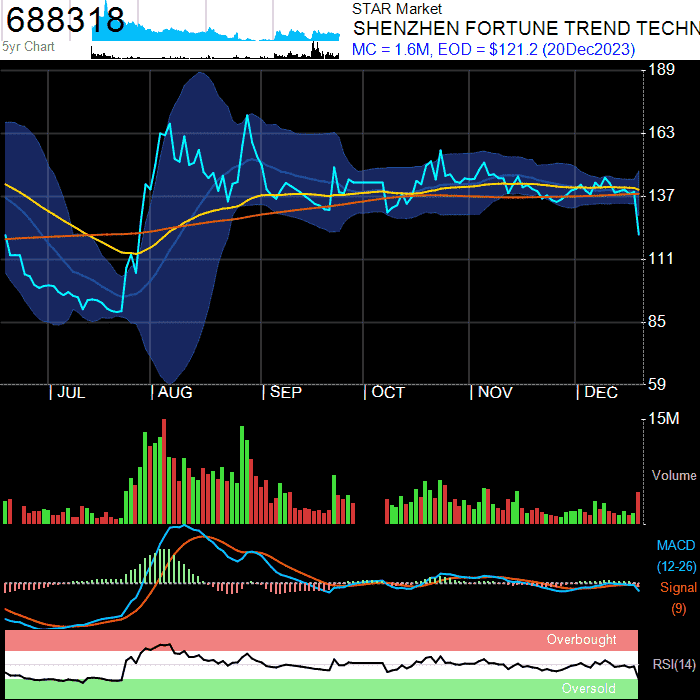 688318
5yr Chart
STAR Market
SHENZHEN FORTUNE TREND TECHN
MC = 1.6M, EOD = $121.2 (20Dec2023)
189
163
137
111
85
59
JUL
AUG
SEP
OCT
NOV
DEC
15M
Volume
MACD
(12-26)
Signal
(9)
Overbought
RSI(14)
Oversold